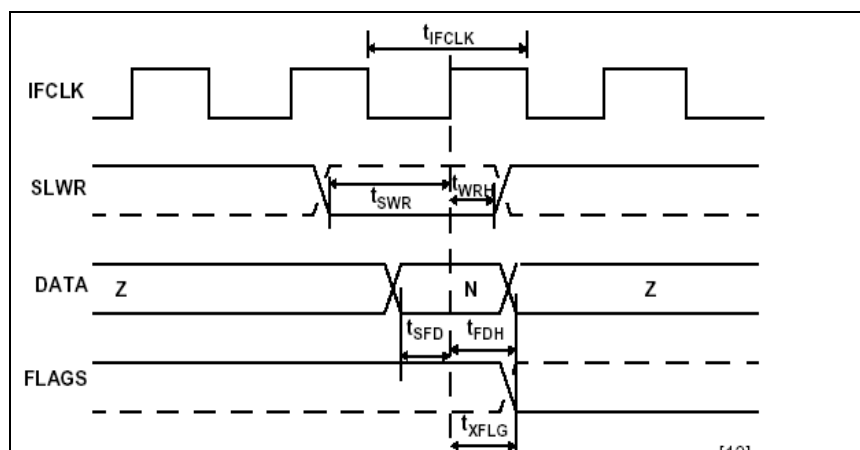 tIFCLK
IFCLK
SLWR
tSWR
tWRH
DATA
Z
N
Z
tSFD
tFDH
FLAGS
tXFLG